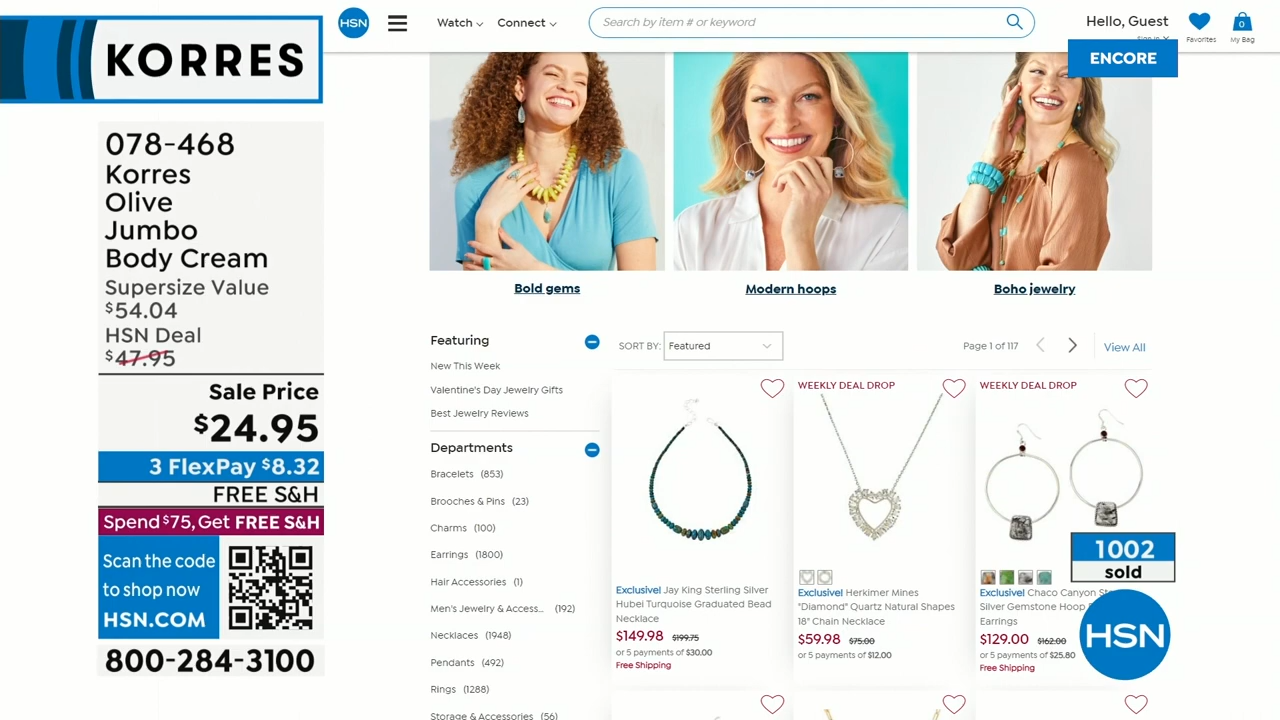 KORRES
078-468
Korres
Olive
Jumbo
Body Cream
Supersize Value
$54.04
HSN Deal
$47.95
Sale Price
$24.95
3 FlexPay $8.32
FREE S&H
Spend $75, Get FREE S&H
Scan the code
to shop now
HSN.COM
800-284-3100
HSN
Watch
Connect
Search by item # or keyword
Hello, Guest
Sign in
Favorites
0
My Bag
ENCORE
Bold gems
Modern hoops
Boho jewelry
Featuring
New This Week
Valentine's Day Jewelry Gifts
Best Jewelry Reviews
Departments
Bracelets (853)
Brooches & Pins (23)
Charms (100)
Earrings (1800)
Hair Accessories (1)
Men's Jewelry & Access... (192)
Necklaces (1948)
Pendants (492)
Rings (1288)
Storage & Accessories (56)
SORT BY: Featured
Page 1 of 117
View All
Exclusive! Jay King Sterling Silver
Hubei Turquoise Graduated Bead
Necklace
$149.98 $199.75
or 5 payments of $30.00
Free Shipping
WEEKLY DEAL DROP
Exclusive! Herkimer Mines
"Diamond" Quartz Natural Shapes
18" Chain Necklace
$59.98 $75.00
or 5 payments of $12.00
WEEKLY DEAL DROP
Exclusive! Chaco Canyon
Silver Gemstone Hoop
Earrings
$129.00 $162.00
or 5 payments of $25.80
Free Shipping
1002
sold
HSN